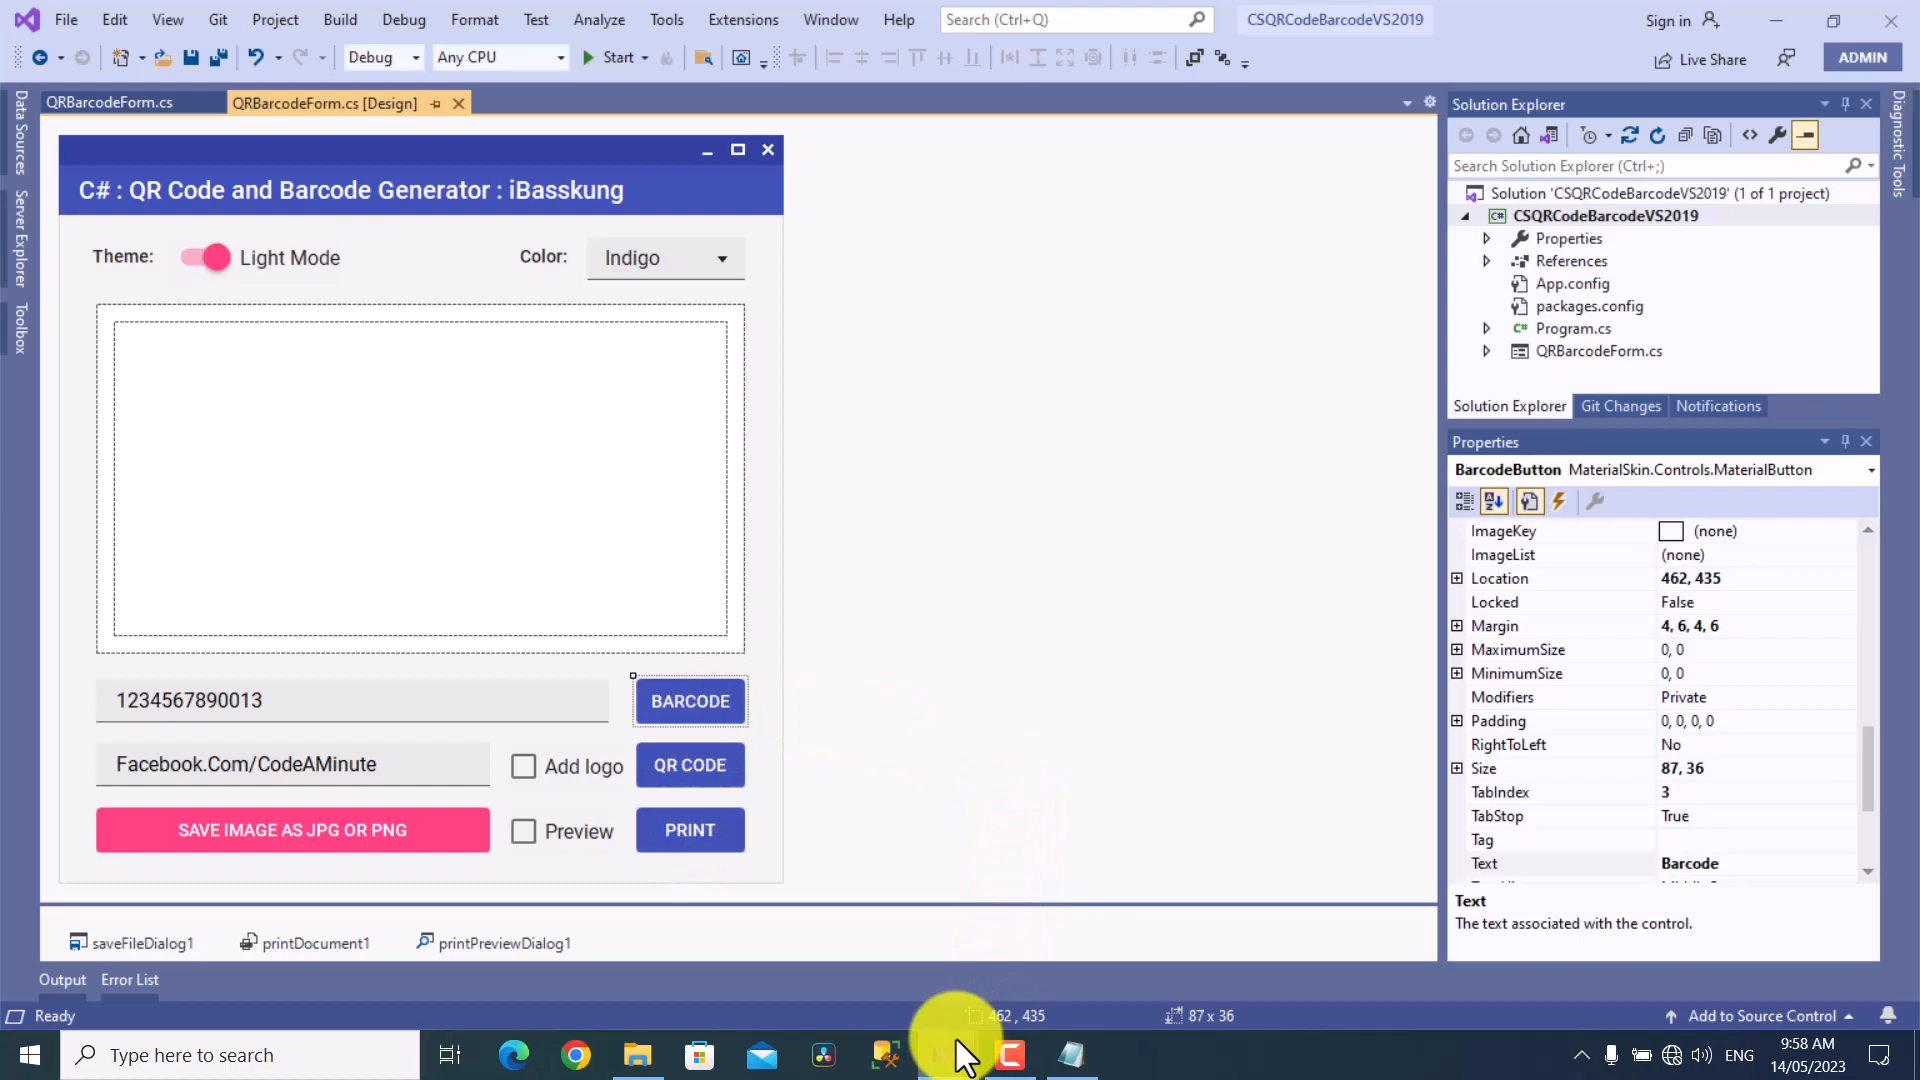 File Edit View Git Project Build Debug Format Test Analyze Tools Extensions Window Help Search (Ctrl+Q) CSQRCodeBarcodeVS2019 Sign in
Debug Any CPU Start Live Share ADMIN
QRBarcodeForm.cs QRBarcodeForm.cs [Design]
Data Sources
Server Explorer
Toolbox
C# : QR Code and Barcode Generator : iBasskung
Theme: Light Mode Color: Indigo
1234567890013 BARCODE
Facebook.Com/CodeAMinute Add logo QR CODE
SAVE IMAGE AS JPG OR PNG Preview PRINT
saveFileDialog1 printDocument1 printPreviewDialog1
Solution Explorer
Search Solution Explorer (Ctrl+;)
Solution 'CSQRCodeBarcodeVS2019' (1 of 1 project)
C# CSQRCodeBarcodeVS2019
Properties
References
App.config
packages.config
C# Program.cs
QRBarcodeForm.cs
Solution Explorer Git Changes Notifications
Diagnostic Tools
Properties
BarcodeButton MaterialSkin.Controls.MaterialButton
ImageKey (none)
ImageList (none)
Location 462, 435
Locked False
Margin 4, 6, 4, 6
MaximumSize 0, 0
MinimumSize 0, 0
Modifiers Private
Padding 0, 0, 0, 0
RightToLeft No
Size 87, 36
TabIndex 3
TabStop True
Tag
Text Barcode
Text
The text associated with the control.
Output Error List
Ready 462 , 435 87 x 36 Add to Source Control
Type here to search ENG 9:58 AM
14/05/2023